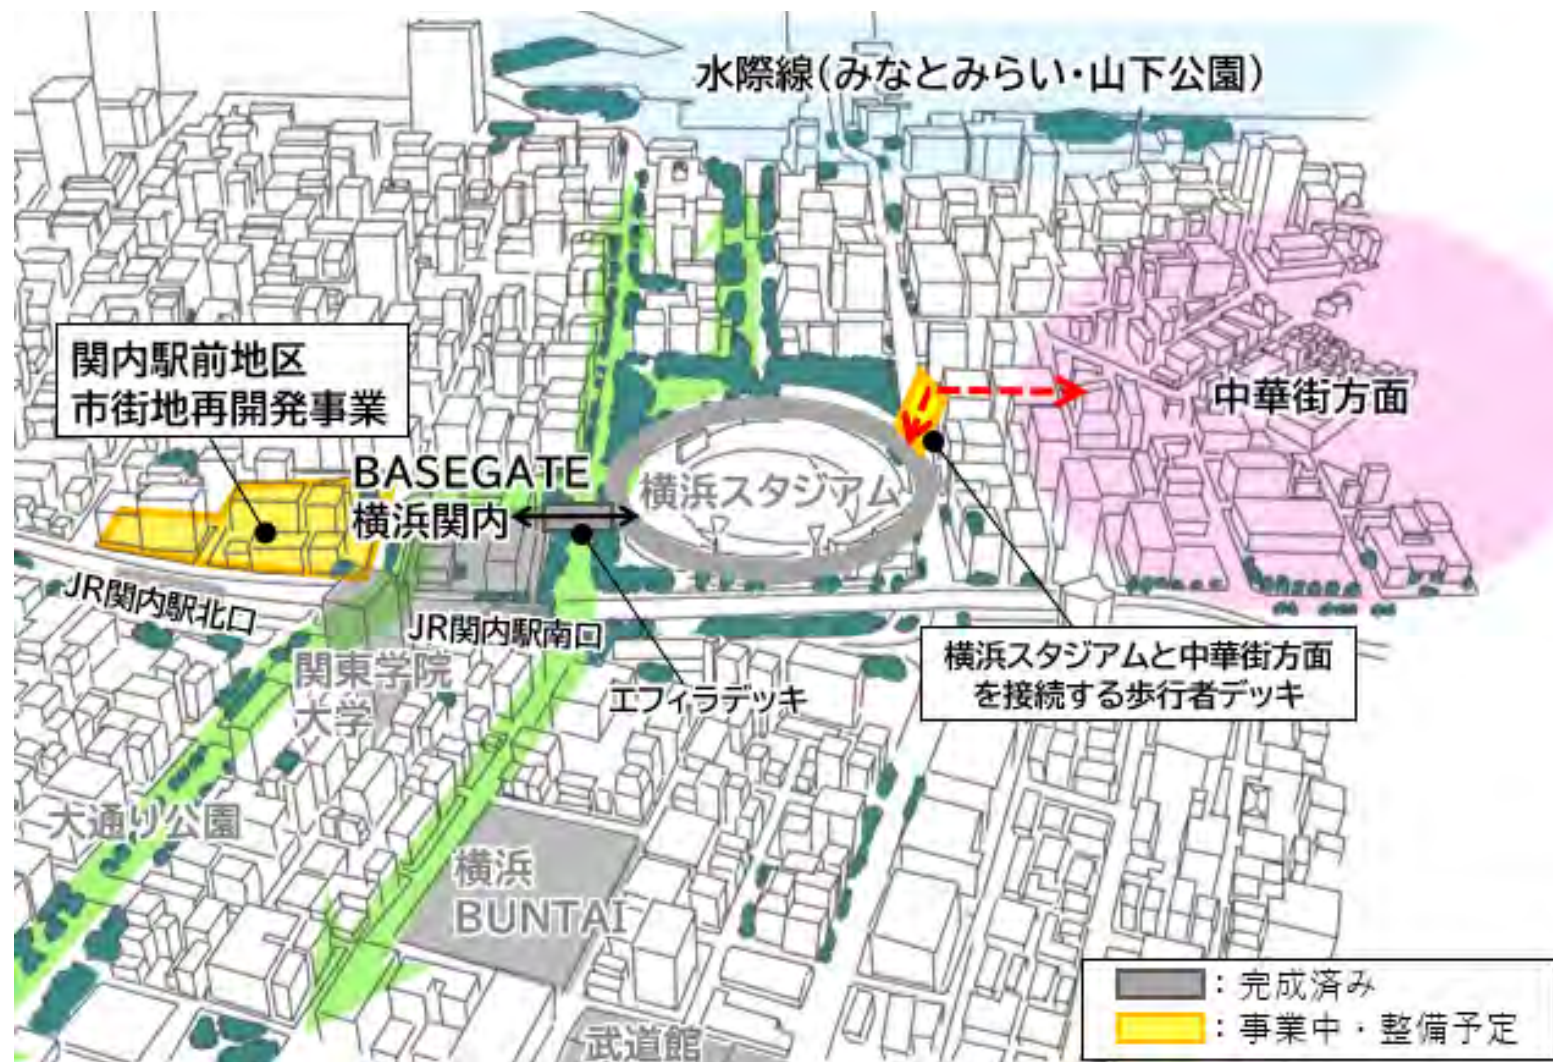 水際線(みなとみらい・山下公園)
関内駅前地区
市街地再開発事業
中華街方面
BASEGATE
横浜関内
横浜スタジアム
JR関内駅北口
JR関内駅南口
関東学院
大学
エフィラデッキ
横浜スタジアムと中華街方面
を接続する歩行者デッキ
大通り公園
横浜
BUNTAI
武道館
:完成済み
:事業中・整備予定